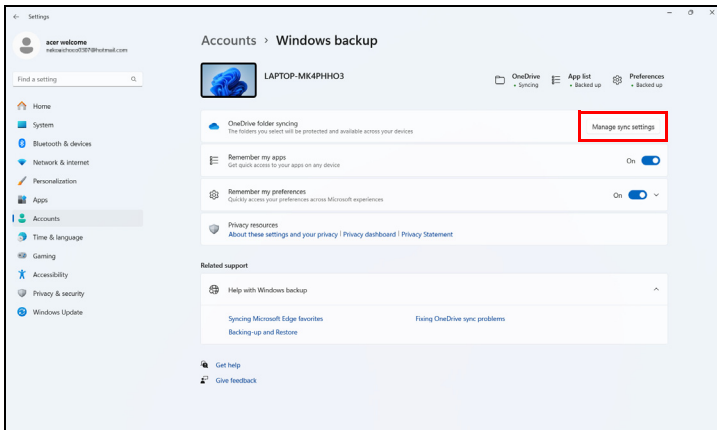 Settings
acer welcome
Find a setting
Home
System
Bluetooth & devices
Network & internet
Personalization
Apps
Accounts
Time & language
Gaming
Accessibility
Privacy & security
Windows Update
Accounts > Windows backup
LAPTOP-MK4PHHO3
OneDrive
• Syncing
App list
• Backed up
Preferences
• Backed up
OneDrive folder syncing
The folders you select will be protected and available across your devices
Manage sync settings
Remember my apps
Get quick access to your apps on any device
On
Remember my preferences
Quickly access your preferences across Microsoft experiences
On
Privacy resources
About these settings and your privacy | Privacy dashboard | Privacy Statement
Related support
Help with Windows backup
Syncing Microsoft Edge favorites
Fixing OneDrive sync problems
Backing-up and Restore
Get help
Give feedback